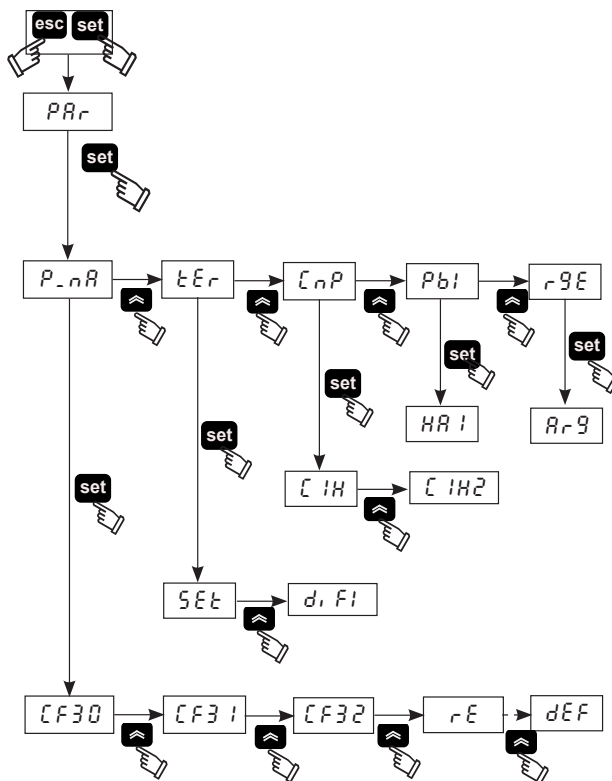 esc set
PAr
set
P_nA tEr CnP Pb1 rgE
set set
HA1 Arg
set
C1H C1H2
set
set
SEt diF1
CF30 CF31 CF32 rE dEF